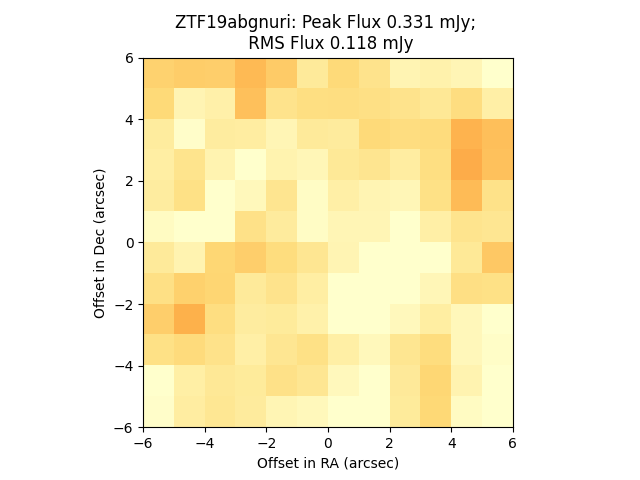 ZTF19abgnuri: Peak Flux 0.331 mJy;
RMS Flux 0.118 mJy
6
4
2
0
−2
−4
−6
Offset in Dec (arcsec)
−6 −4 −2 0 2 4 6
Offset in RA (arcsec)